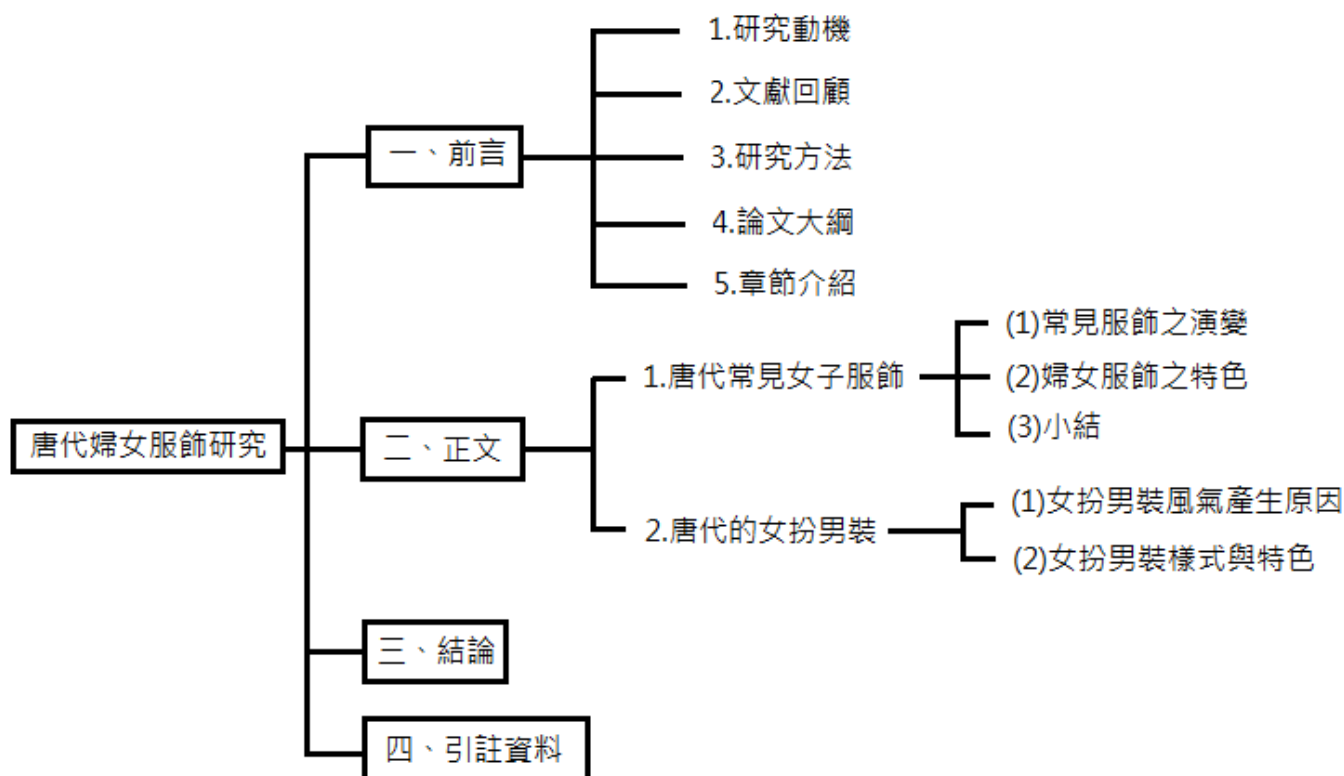 唐代婦女服飾研究
一、前言
1.研究動機
2.文獻回顧
3.研究方法
4.論文大綱
5.章節介紹
二、正文
1.唐代常見女子服飾
(1)常見服飾之演變
(2)婦女服飾之特色
(3)小結
2.唐代的女扮男裝
(1)女扮男裝風氣產生原因
(2)女扮男裝樣式與特色
三、結論
四、引註資料